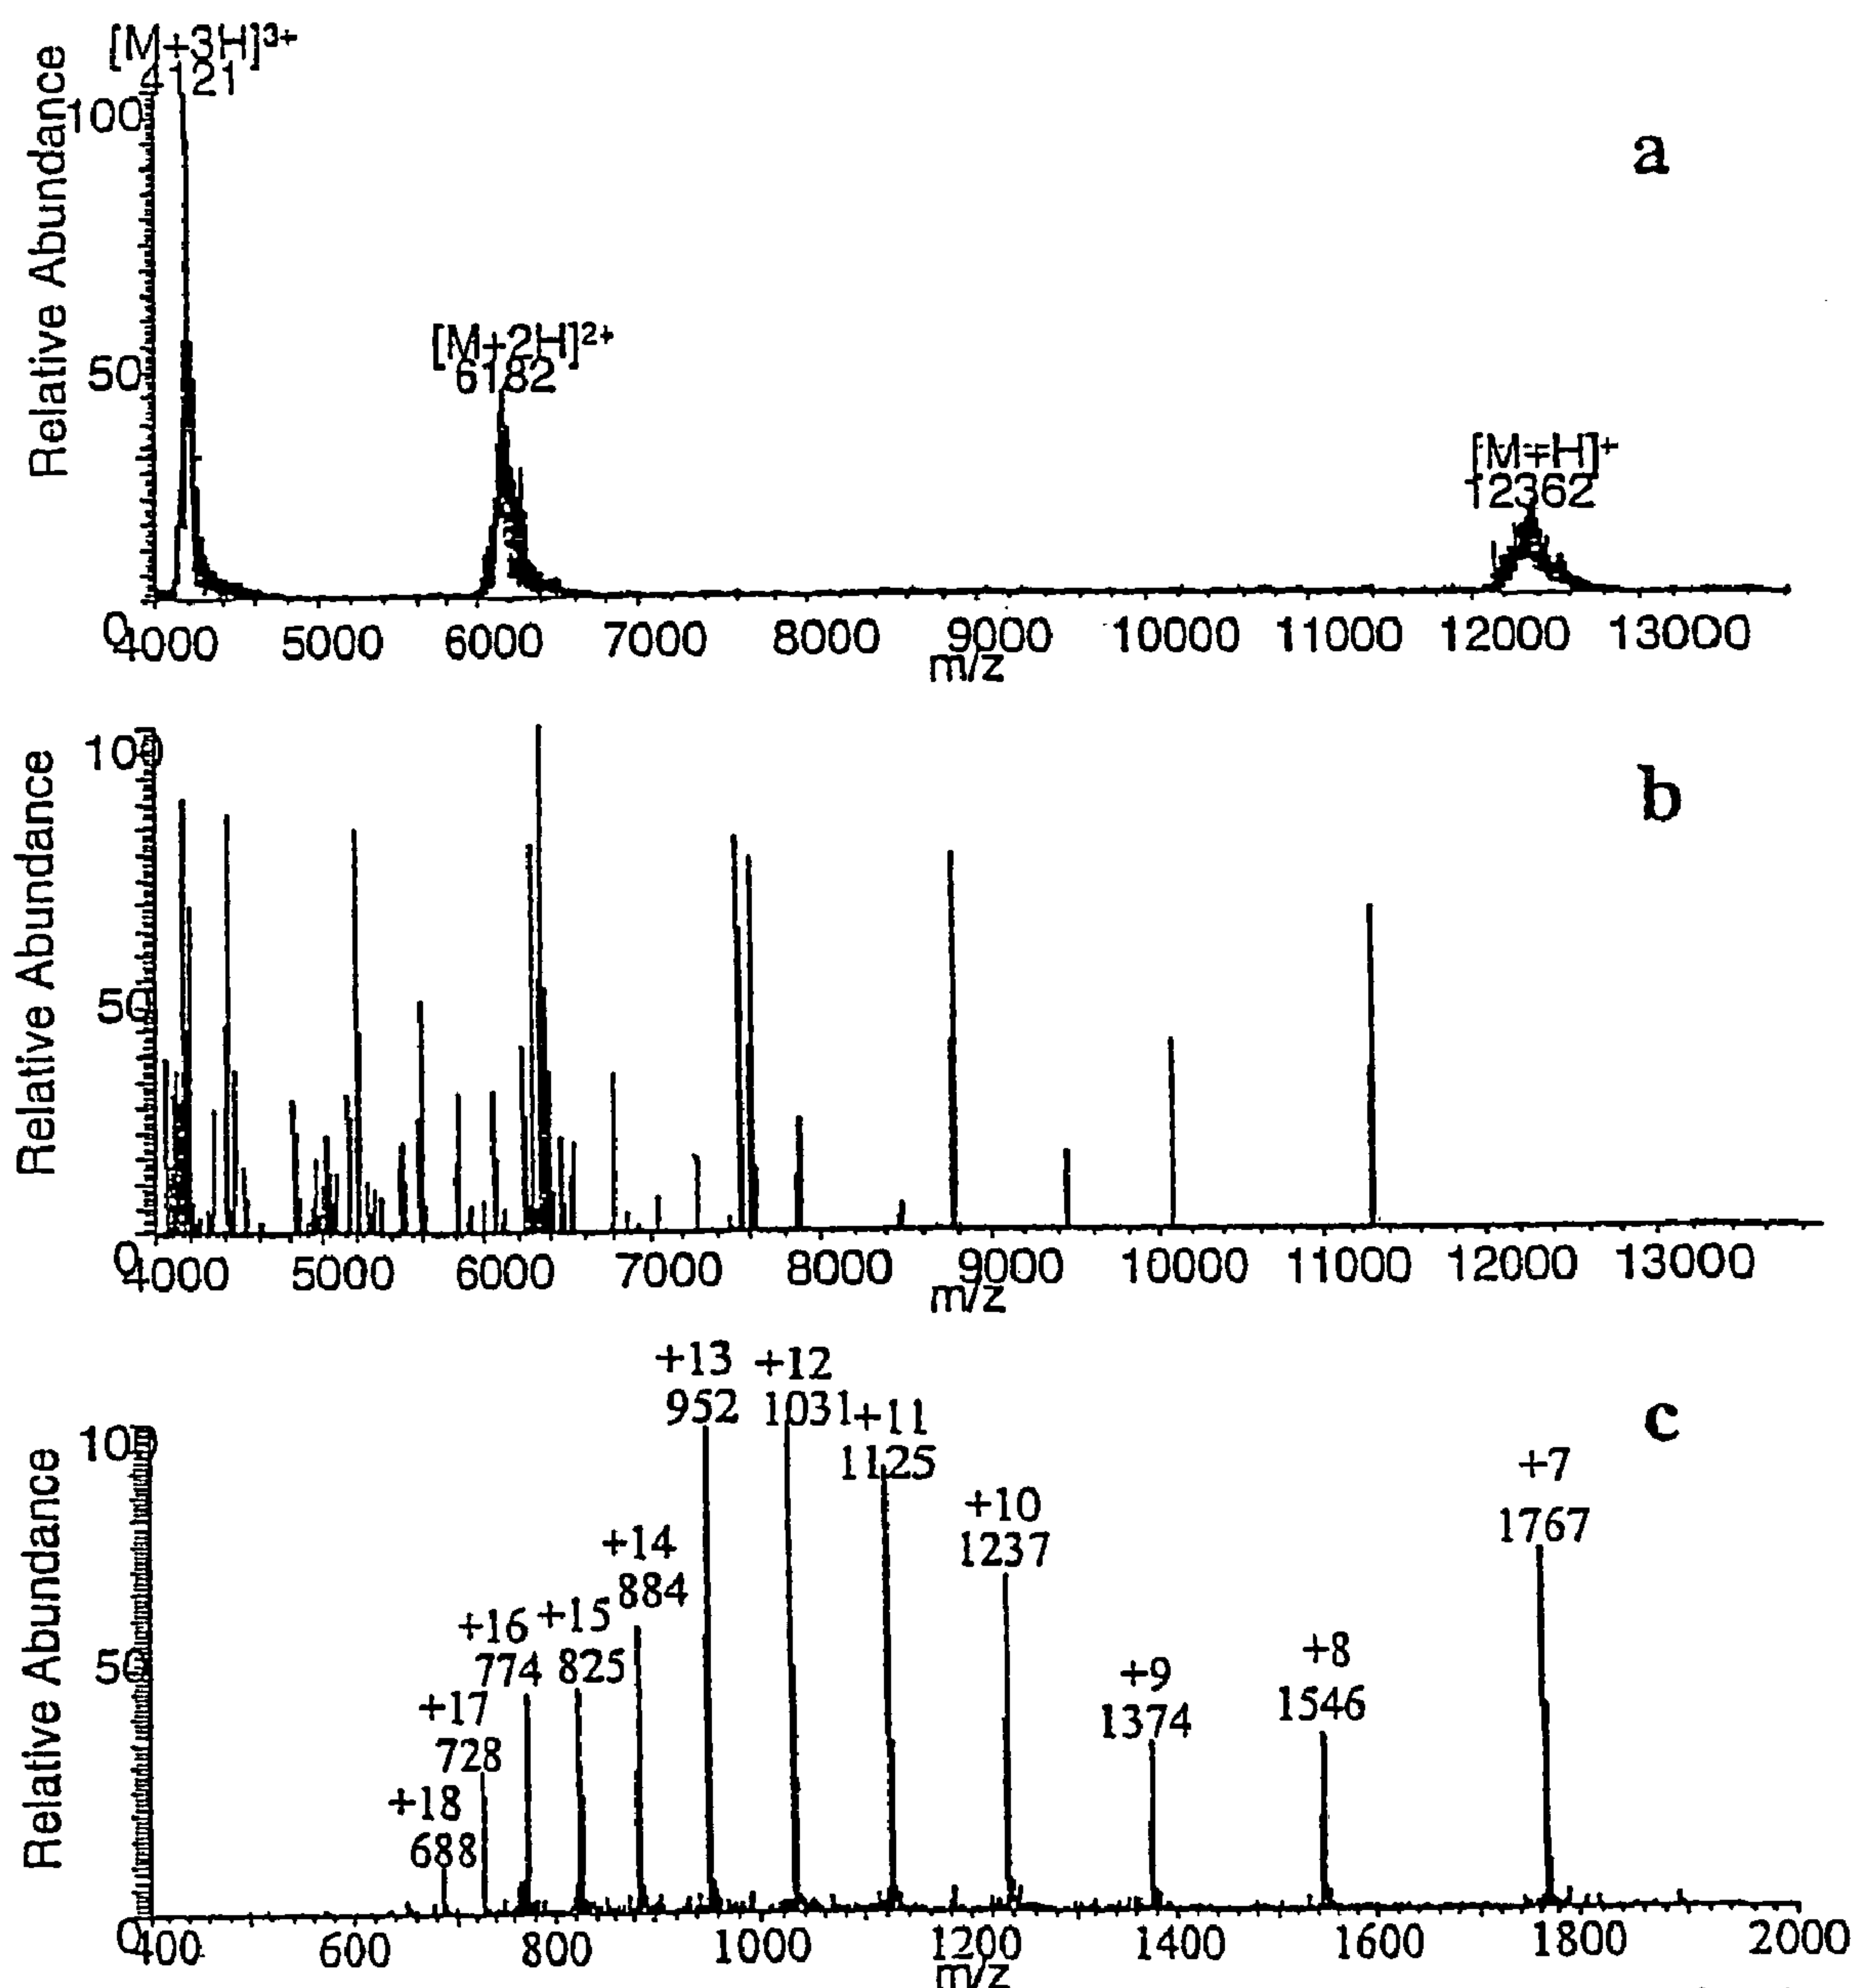 [M+3H]3+
4121
100
Relative Abundance
a
[M+2H]2+
6182
50
[M+H]+
12362
0
4000 5000 6000 7000 8000 9000 10000 11000 12000 13000
m/z
100
Relative Abundance
b
50
0
4000 5000 6000 7000 8000 9000 10000 11000 12000 13000
m/z
+13 +12
952 1031 +11
1125
c
100
Relative Abundance
+7
1767
+10
1237
+14
884
+16 +15
774 825
50
+8
1546
+9
1374
+17
728
+18
688
0
400 600 800 1000 1200 1400 1600 1800 2000
m/z